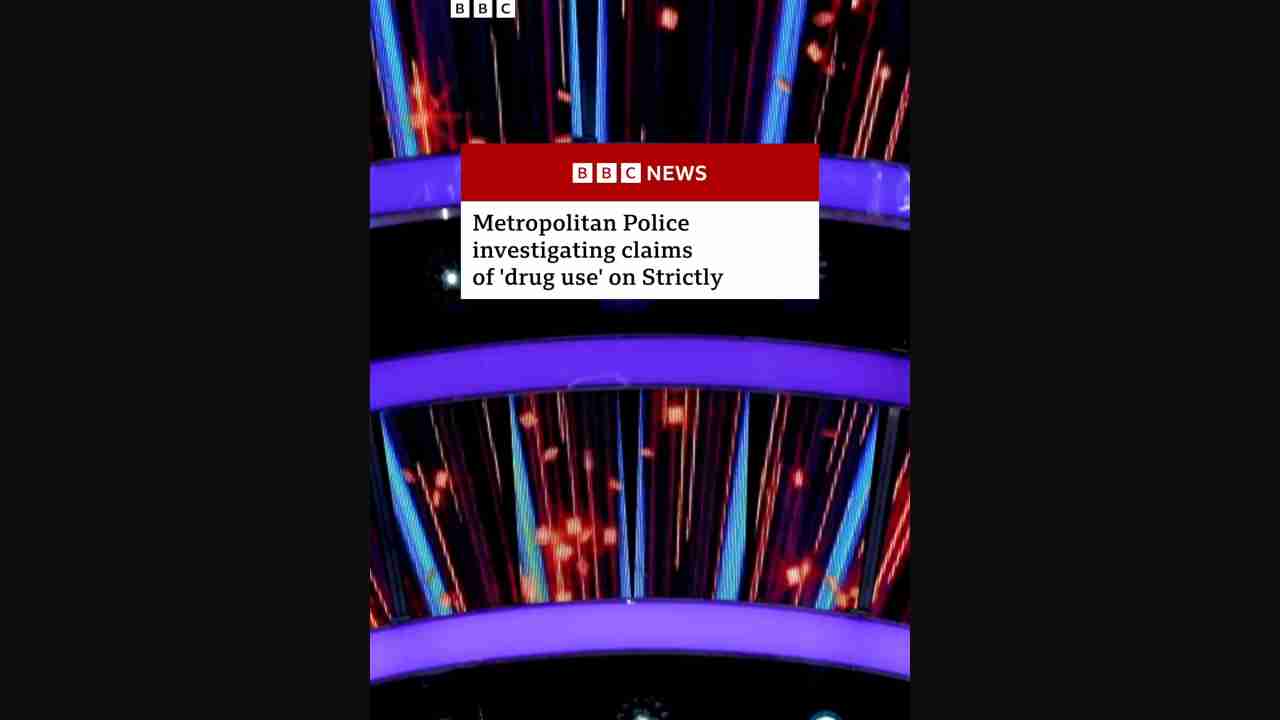 BBC
BBC NEWS
Metropolitan Police
investigating claims
of 'drug use' on Strictly